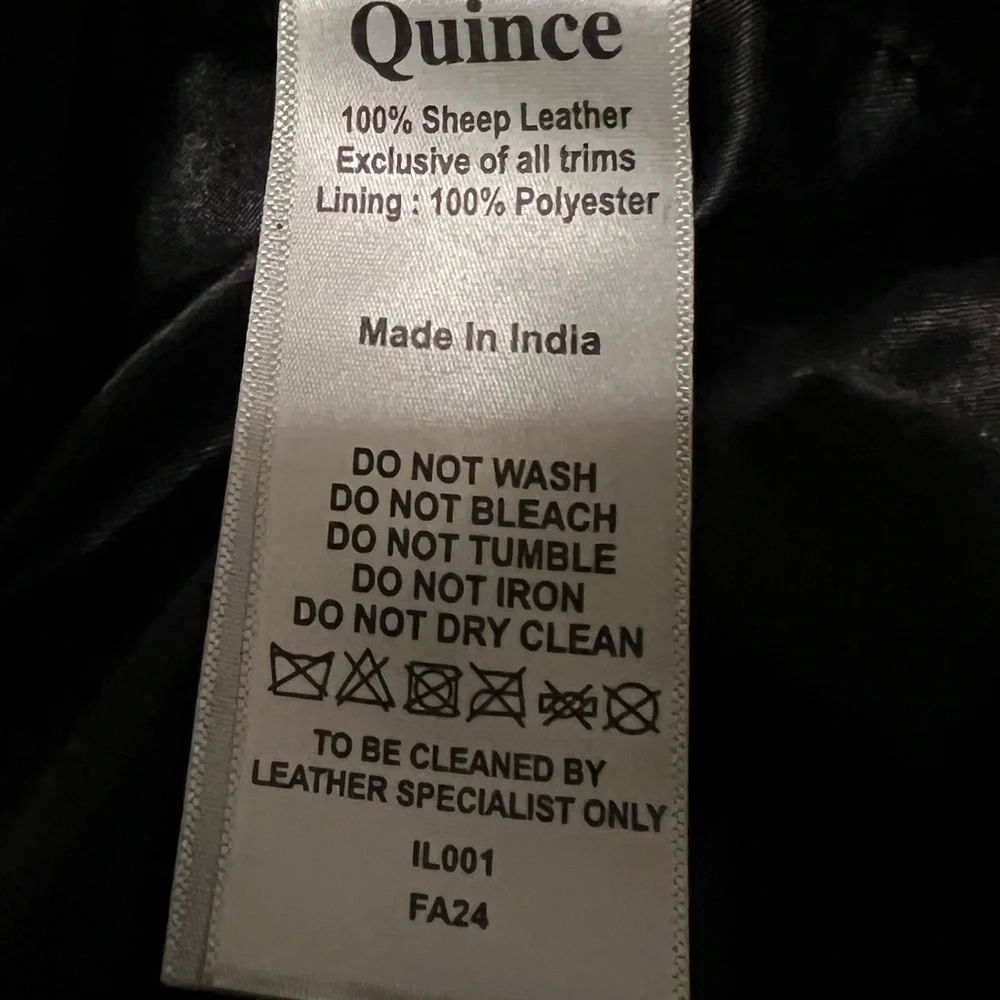 Quince
100% Sheep Leather
Exclusive of all trims
Lining : 100% Polyester
Made In India
DO NOT WASH
DO NOT BLEACH
DO NOT TUMBLE
DO NOT IRON
DO NOT DRY CLEAN
TO BE CLEANED BY
LEATHER SPECIALIST ONLY
IL001
FA24